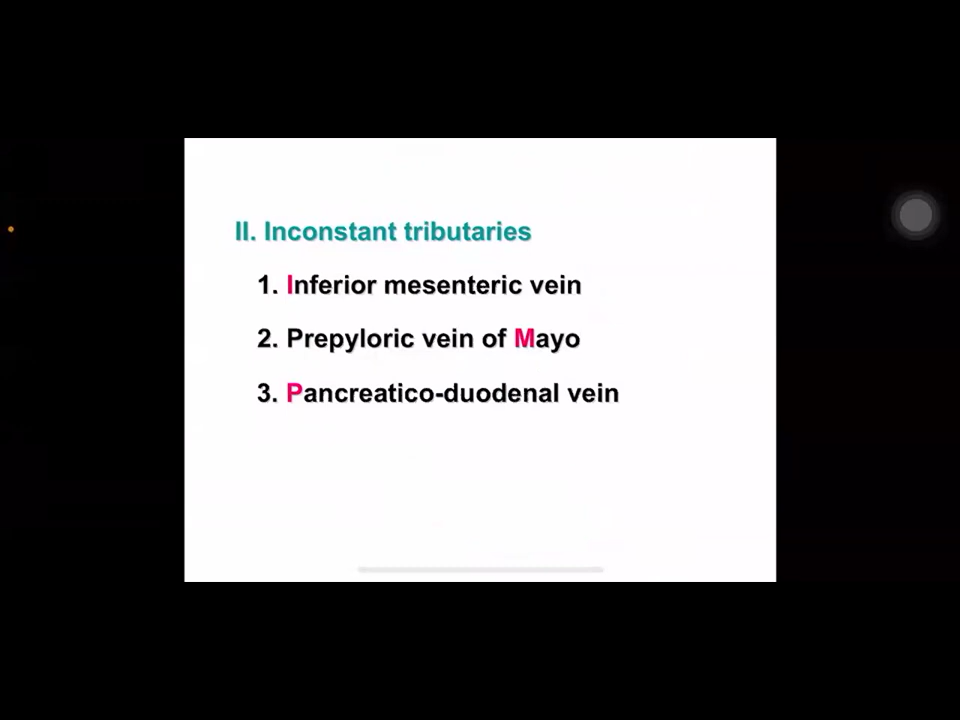 II. Inconstant tributaries
1. Inferior mesenteric vein
2. Prepyloric vein of Mayo
3. Pancreatico-duodenal vein